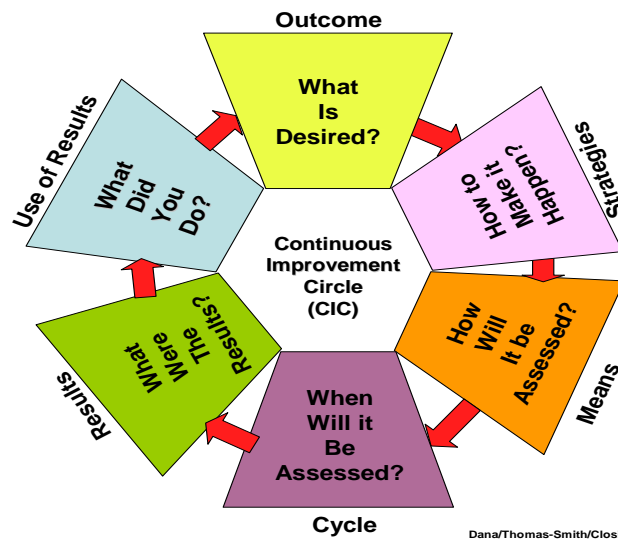 Outcome
What
Is
Desired?
Strategies
How to
Make it
Happen?
Means
How
Will
It be
Assessed?
When
Will it
Be
Assessed?
Cycle
Results
What
Were
The
Results?
Use of Results
What
Did
You
Do?
Continuous
Improvement
Circle
(CIC)
Dana/Thomas-Smith/Clos